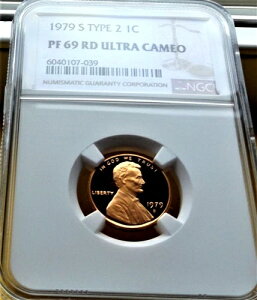 1979 S TYPE 2 1C
PF 69 RD ULTRA CAMEO
6040107-039
NUMISMATIC GUARANTY CORPORATION
NGC
IN GOD WE TRUST
LIBERTY
1979
S